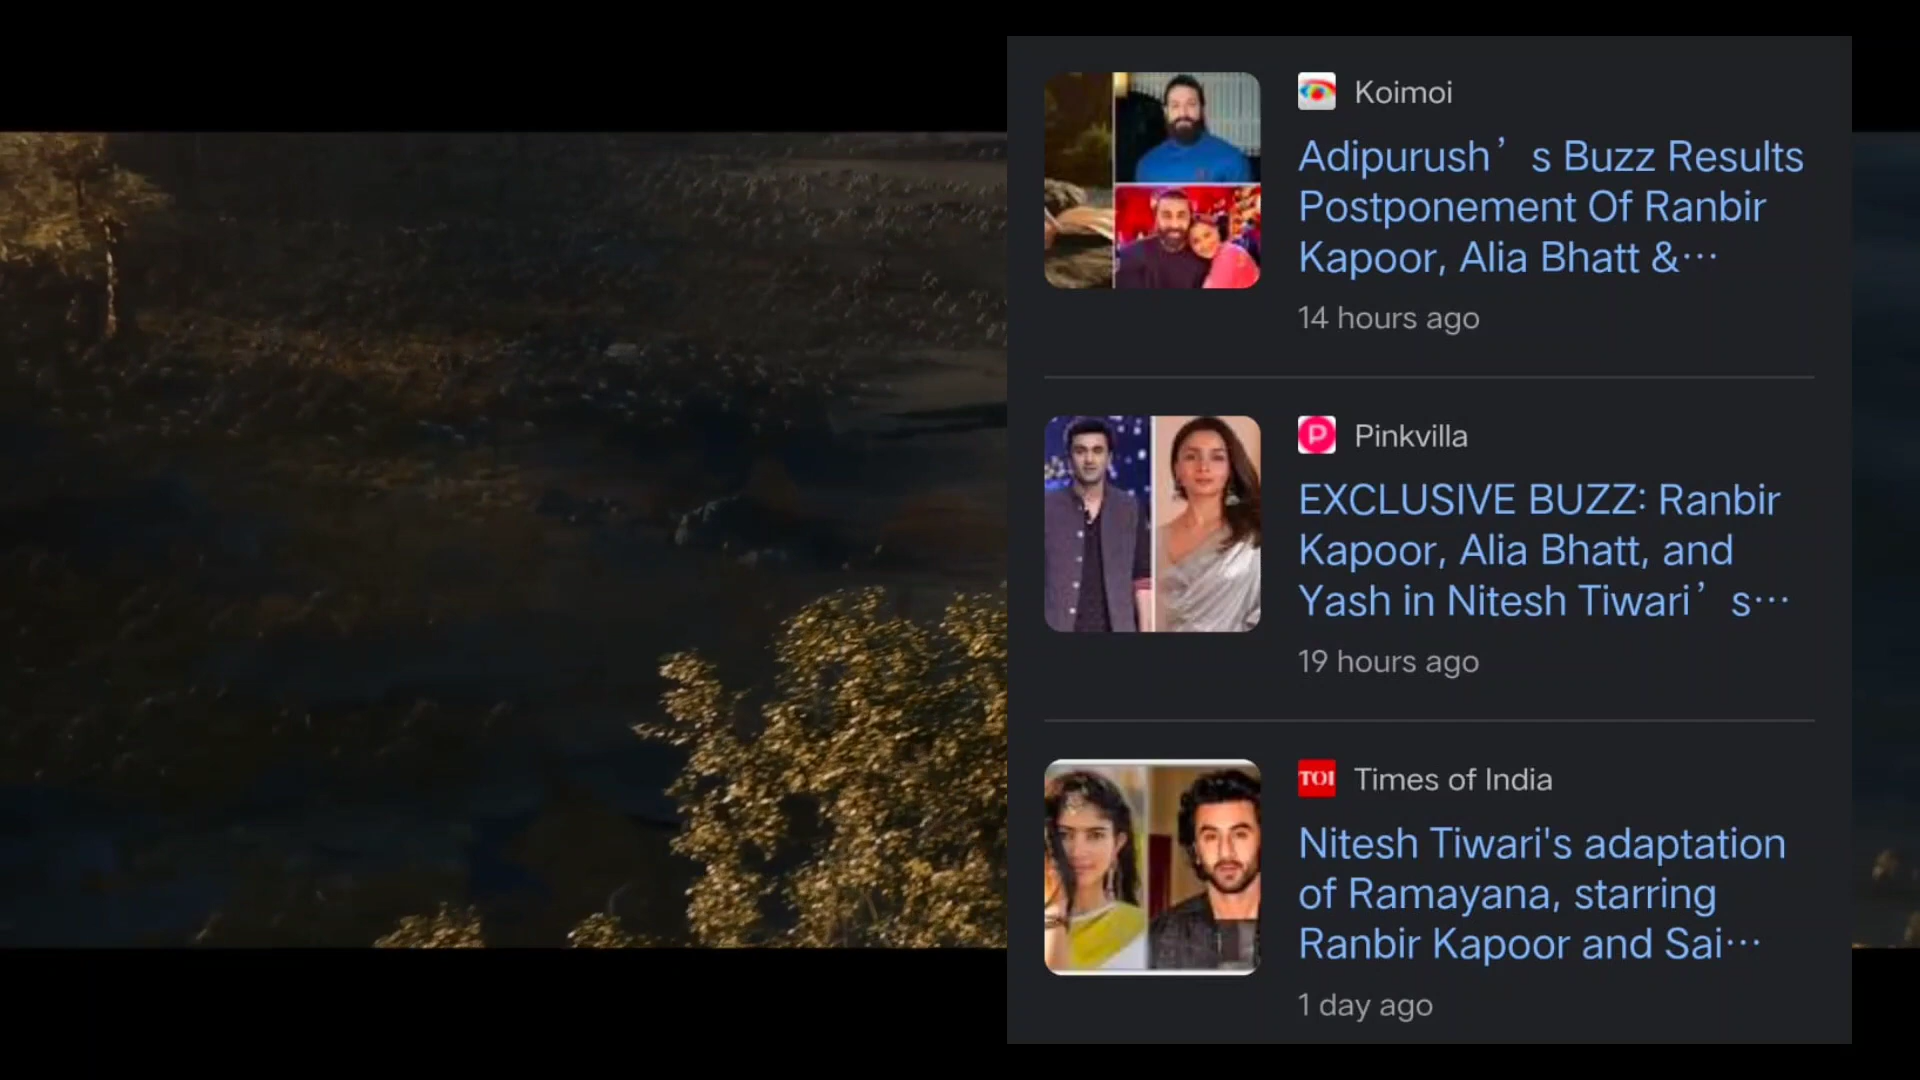 Koimoi
Adipurush’s Buzz Results
Postponement Of Ranbir
Kapoor, Alia Bhatt &⋯
14 hours ago
P Pinkvilla
EXCLUSIVE BUZZ: Ranbir
Kapoor, Alia Bhatt, and
Yash in Nitesh Tiwari’s⋯
19 hours ago
TOI Times of India
Nitesh Tiwari's adaptation
of Ramayana, starring
Ranbir Kapoor and Sai⋯
1 day ago